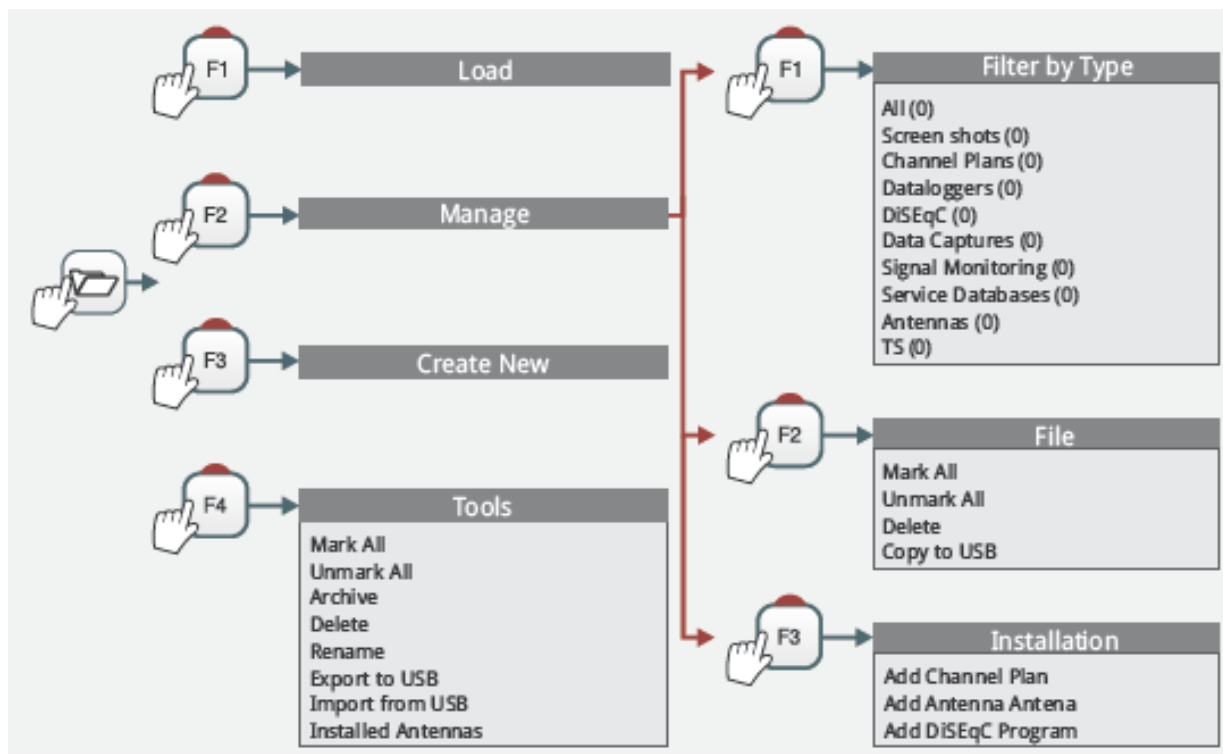 F1
Load
F2
Manage
F3
Create New
F4
Tools
Mark All
Unmark All
Archive
Delete
Rename
Export to USB
Import from USB
Installed Antennas
F1
Filter by Type
All (0)
Screen shots (0)
Channel Plans (0)
Dataloggers (0)
DiSEqC (0)
Data Captures (0)
Signal Monitoring (0)
Service Databases (0)
Antennas (0)
TS (0)
F2
File
Mark All
Unmark All
Delete
Copy to USB
F3
Installation
Add Channel Plan
Add Antenna Antena
Add DiSEqC Program